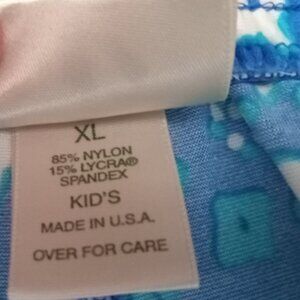 XL
85% NYLON
15% LYCRA®
SPANDEX
KID'S
MADE IN U.S.A.
OVER FOR CARE